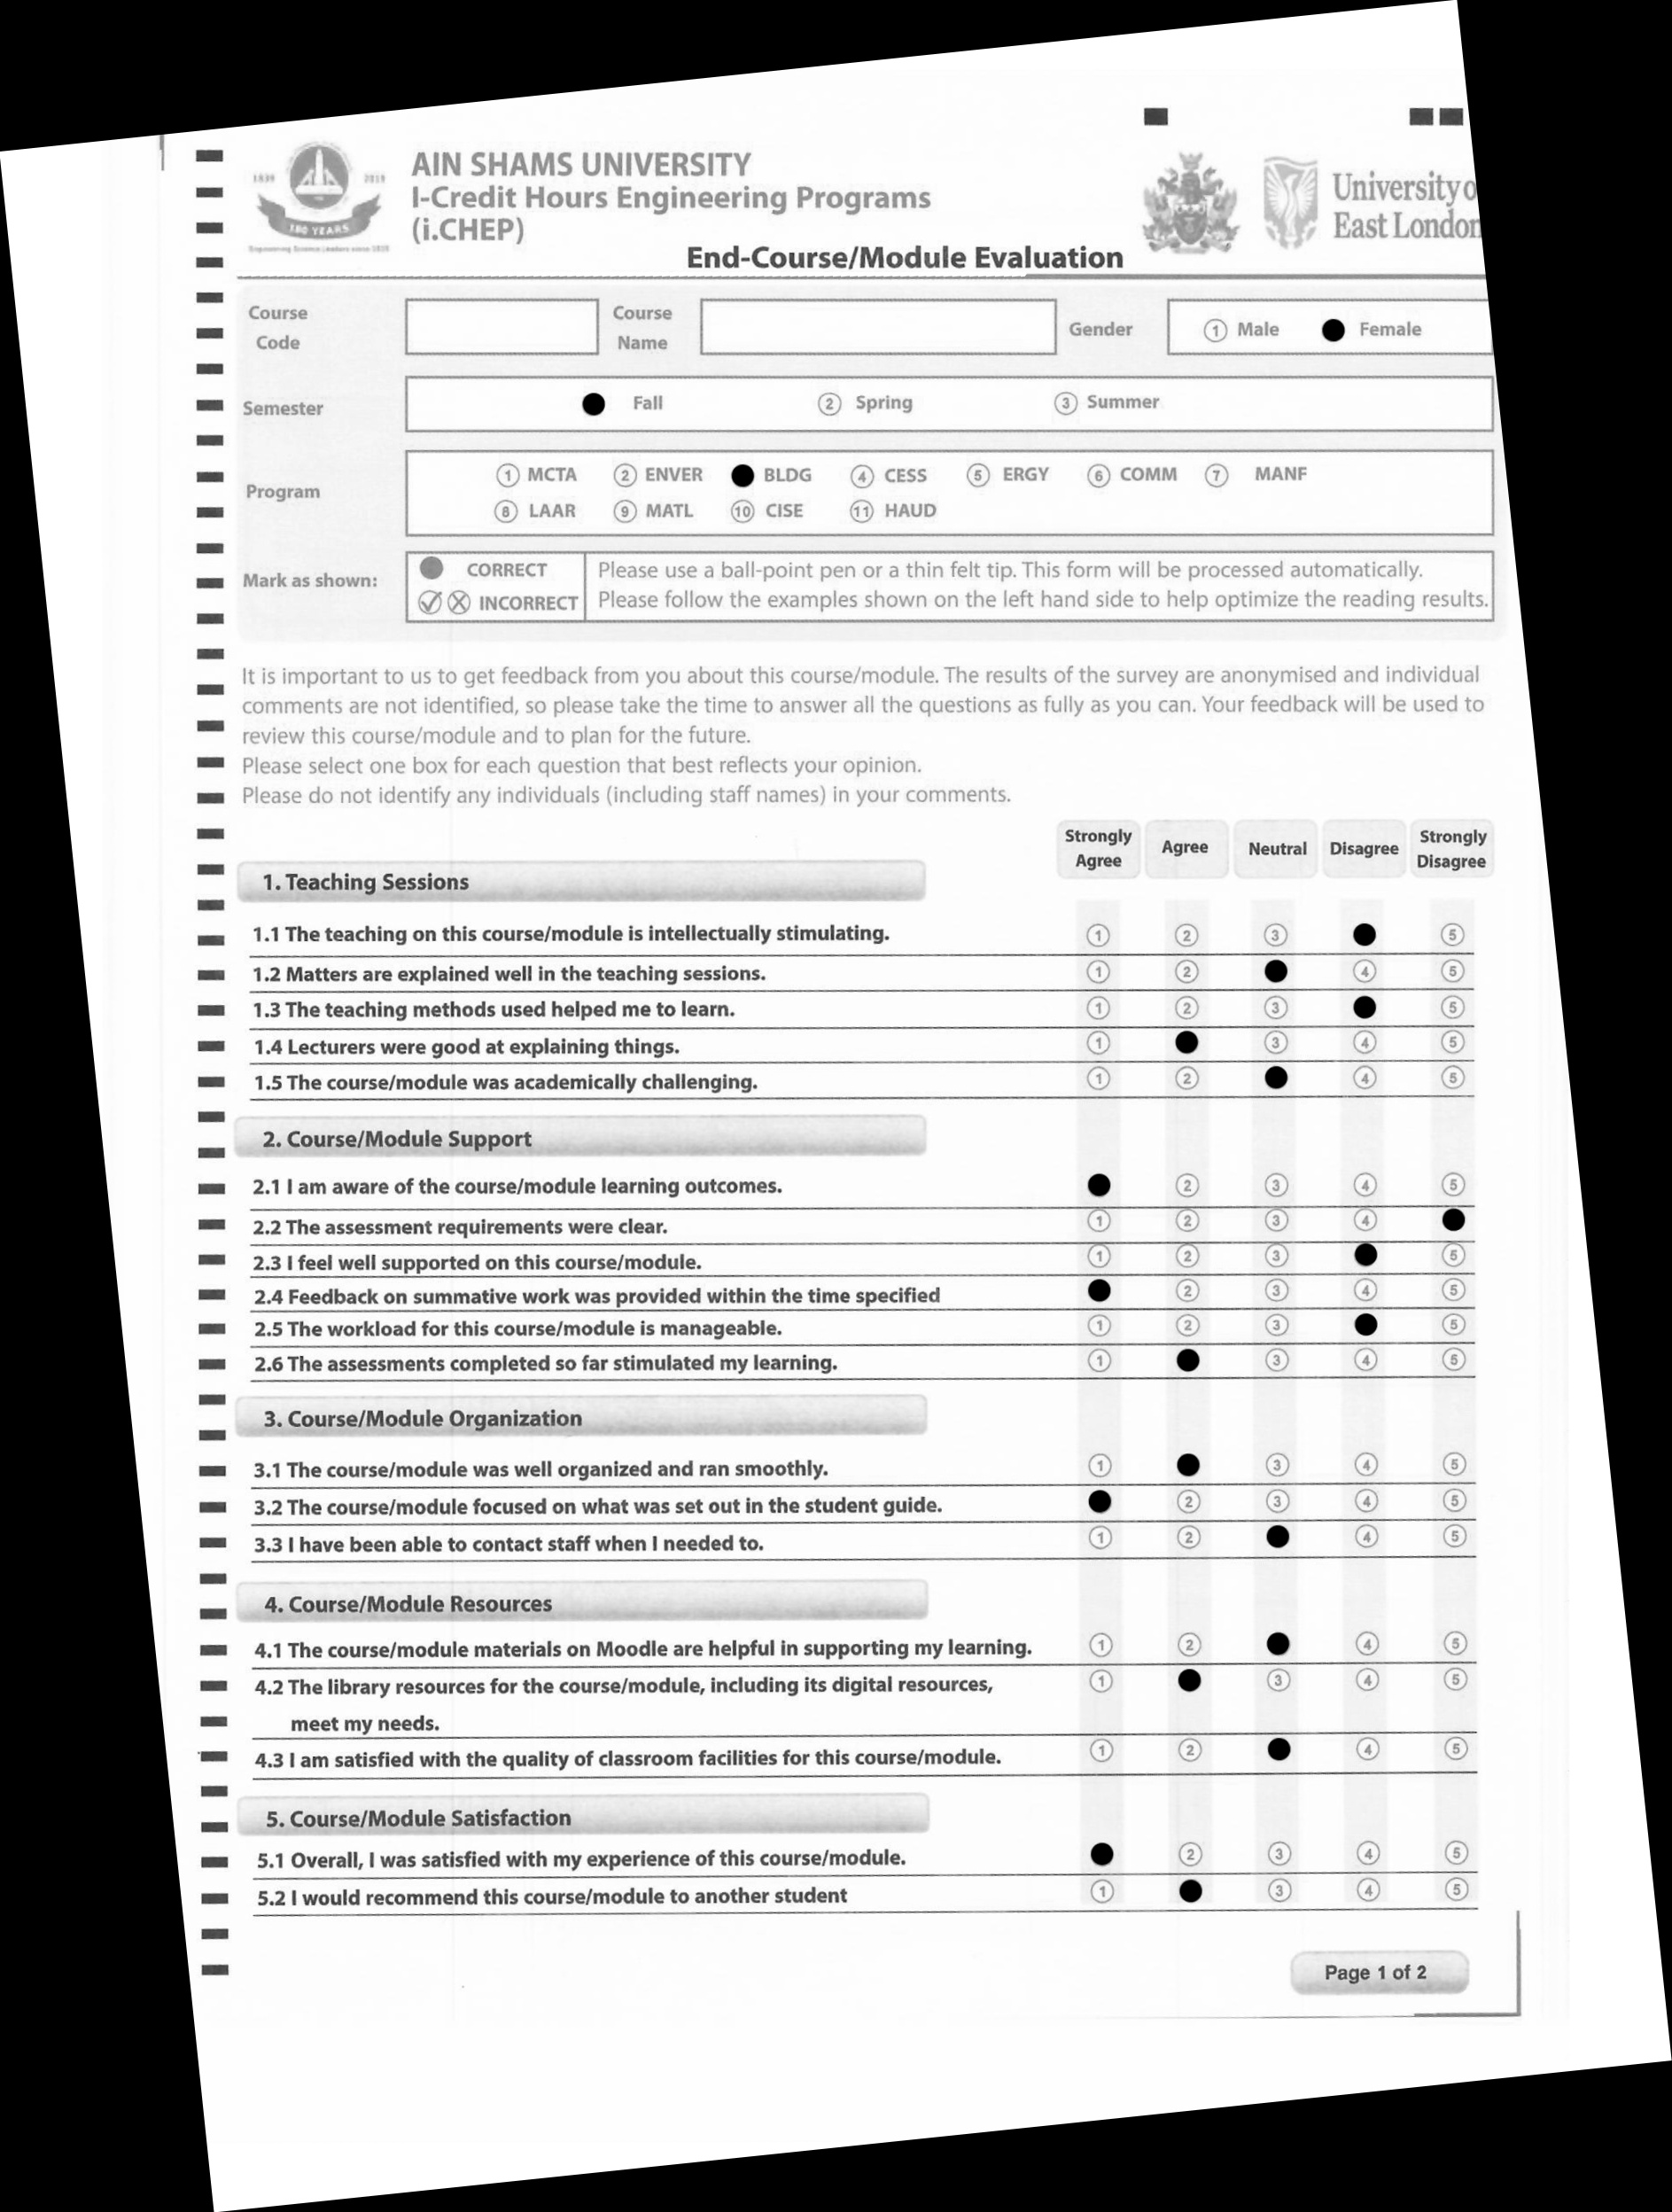 1839 2019
180 YEARS
AIN SHAMS UNIVERSITY
I-Credit Hours Engineering Programs
(i.CHEP)
End-Course/Module Evaluation
University o
East London
Course Code
Course Name
Gender ① Male ● Female
Semester ● Fall ② Spring ③ Summer
Program
① MCTA ② ENVER ● BLDG ④ CESS ⑤ ERGY ⑥ COMM ⑦ MANF
⑧ LAAR ⑨ MATL ⑩ CISE ⑪ HAUD
Mark as shown:
CORRECT Please use a ball-point pen or a thin felt tip. This form will be processed automatically.
INCORRECT Please follow the examples shown on the left hand side to help optimize the reading results.
It is important to us to get feedback from you about this course/module. The results of the survey are anonymised and individual
comments are not identified, so please take the time to answer all the questions as fully as you can. Your feedback will be used to
review this course/module and to plan for the future.
Please select one box for each question that best reflects your opinion.
Please do not identify any individuals (including staff names) in your comments.
Strongly Agree Agree Neutral Disagree Strongly Disagree
1. Teaching Sessions
1.1 The teaching on this course/module is intellectually stimulating. ① ② ③ ● ⑤
1.2 Matters are explained well in the teaching sessions. ① ② ● ④ ⑤
1.3 The teaching methods used helped me to learn. ① ② ③ ● ⑤
1.4 Lecturers were good at explaining things. ① ● ③ ④ ⑤
1.5 The course/module was academically challenging. ① ② ● ④ ⑤
2. Course/Module Support
2.1 I am aware of the course/module learning outcomes. ● ② ③ ④ ⑤
2.2 The assessment requirements were clear. ① ② ③ ④ ●
2.3 I feel well supported on this course/module. ① ② ③ ● ⑤
2.4 Feedback on summative work was provided within the time specified ● ② ③ ④ ⑤
2.5 The workload for this course/module is manageable. ① ② ③ ● ⑤
2.6 The assessments completed so far stimulated my learning. ① ● ③ ④ ⑤
3. Course/Module Organization
3.1 The course/module was well organized and ran smoothly. ① ● ③ ④ ⑤
3.2 The course/module focused on what was set out in the student guide. ● ② ③ ④ ⑤
3.3 I have been able to contact staff when I needed to. ① ② ● ④ ⑤
4. Course/Module Resources
4.1 The course/module materials on Moodle are helpful in supporting my learning. ① ② ● ④ ⑤
4.2 The library resources for the course/module, including its digital resources, ① ● ③ ④ ⑤
meet my needs.
4.3 I am satisfied with the quality of classroom facilities for this course/module. ① ② ● ④ ⑤
5. Course/Module Satisfaction
5.1 Overall, I was satisfied with my experience of this course/module. ● ② ③ ④ ⑤
5.2 I would recommend this course/module to another student ① ● ③ ④ ⑤
Page 1 of 2